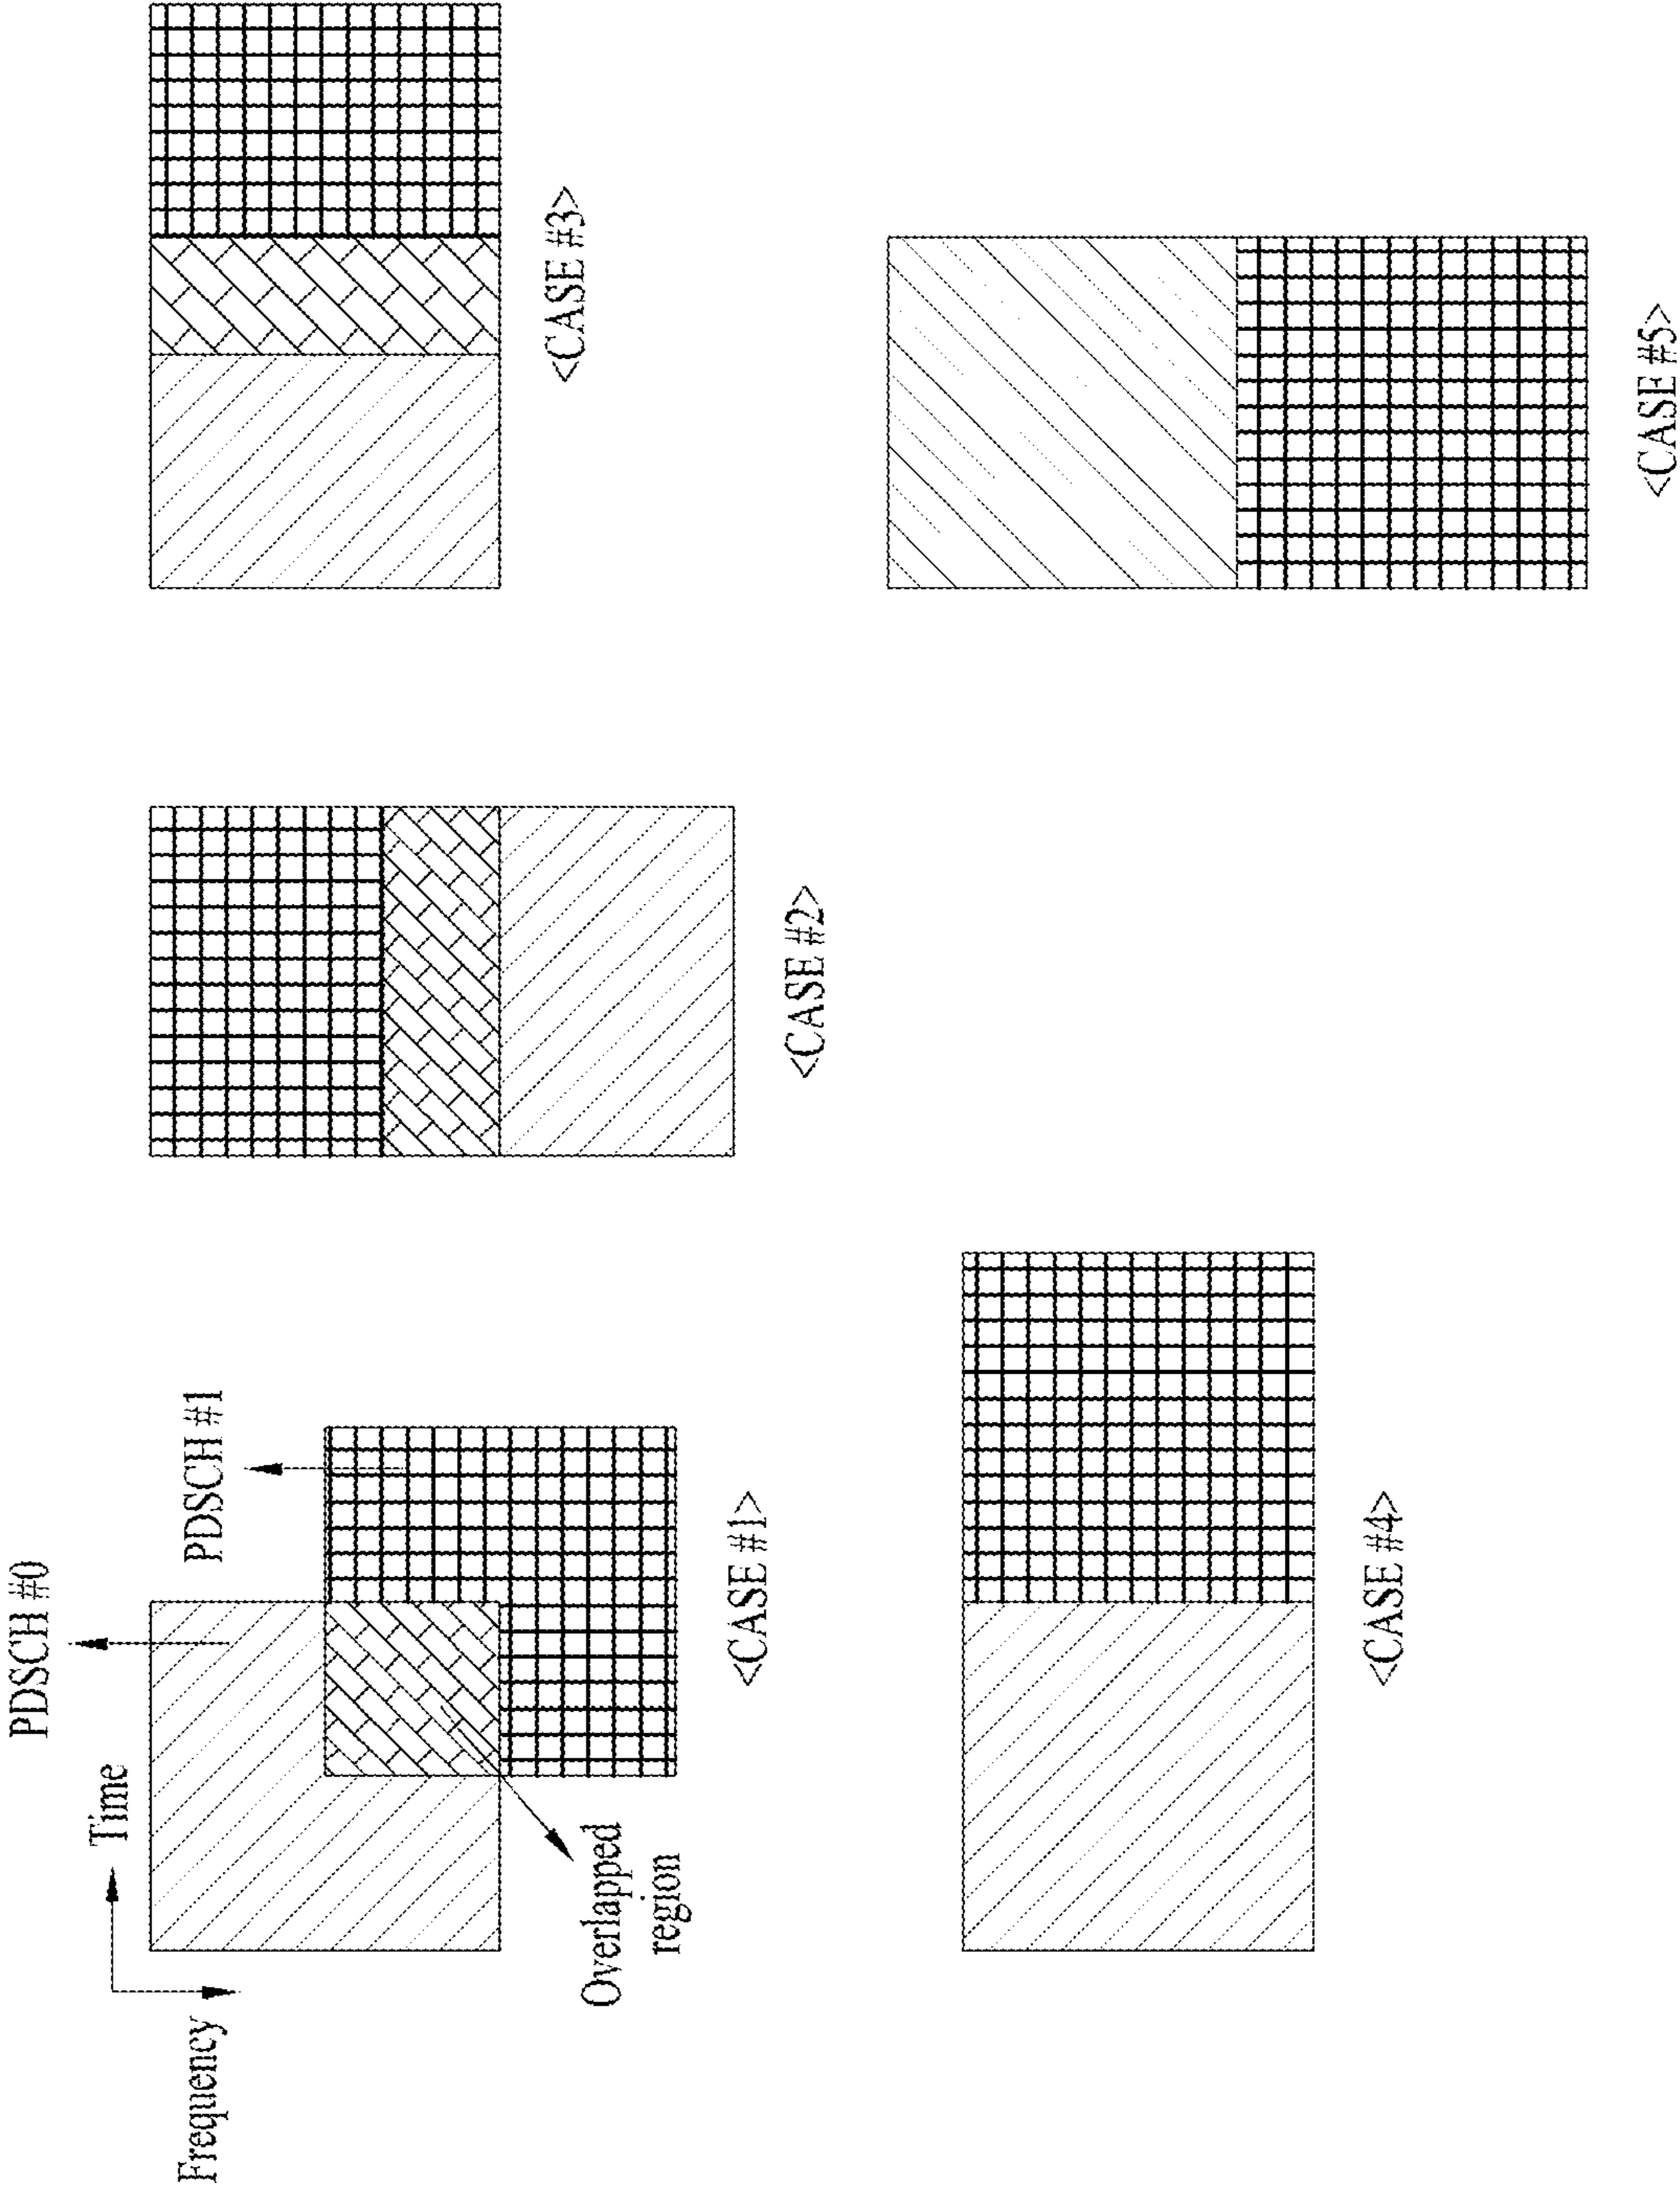 PDSCH #0
Time
Frequency
PDSCH #1
Overlapped
region
<CASE #1>
<CASE #2>
<CASE #3>
<CASE #4>
<CASE #5>